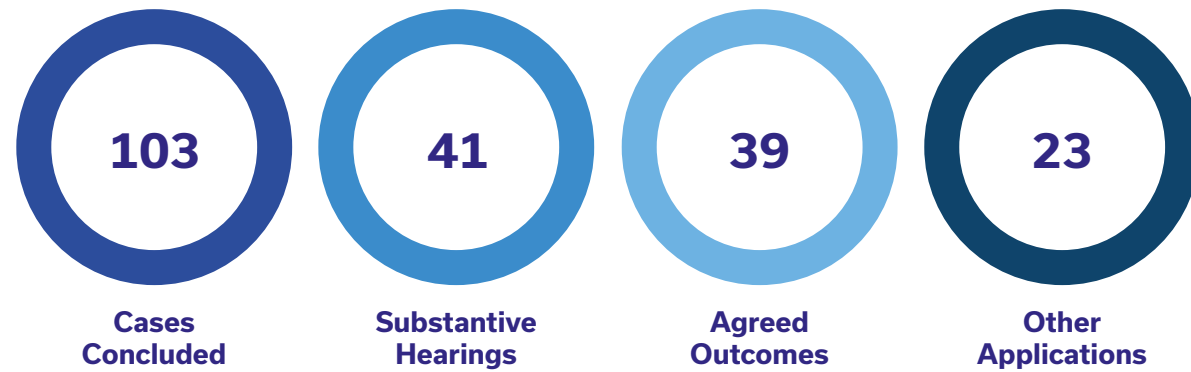 103
41
39
23
Cases
Concluded
Substantive
Hearings
Agreed
Outcomes
Other
Applications